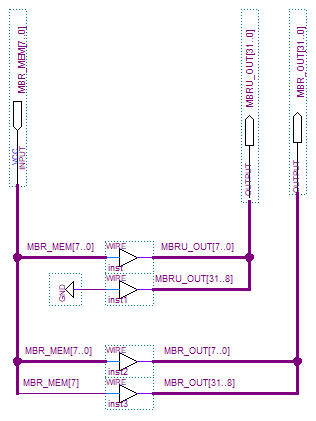 MBR_MEM[7..0]
VCC
INPUT
MBRU_OUT[31..0]
OUTPUT
MBR_OUT[31..0]
OUTPUT
MBR_MEM[7..0]
WIRE
inst
MBRU_OUT[7..0]
GND
WIRE
inst1
MBRU_OUT[31..8]
MBR_MEM[7..0]
WIRE
inst2
MBR_OUT[7..0]
MBR_MEM[7]
WIRE
inst3
MBR_OUT[31..8]